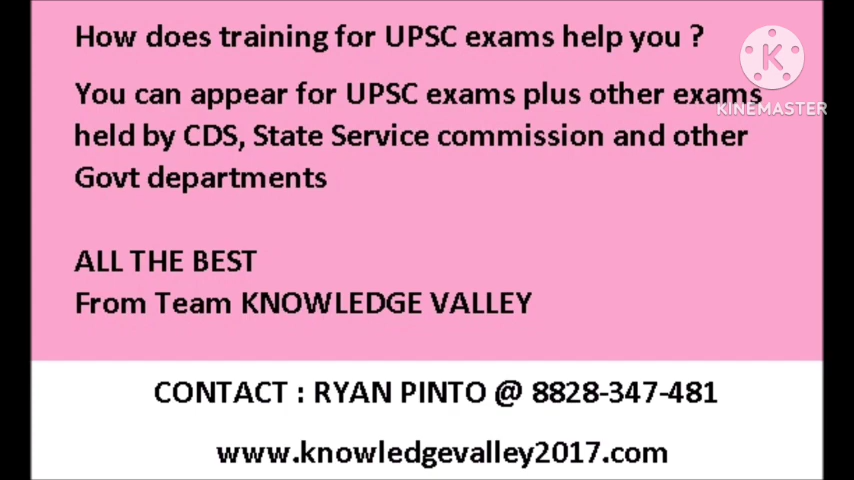 How does training for UPSC exams help you ?
You can appear for UPSC exams plus other exams
held by CDS, State Service commission and other
Govt departments
ALL THE BEST
From Team KNOWLEDGE VALLEY
CONTACT : RYAN PINTO @ 8828-347-481
www.knowledgevalley2017.com
K
KINEMASTER